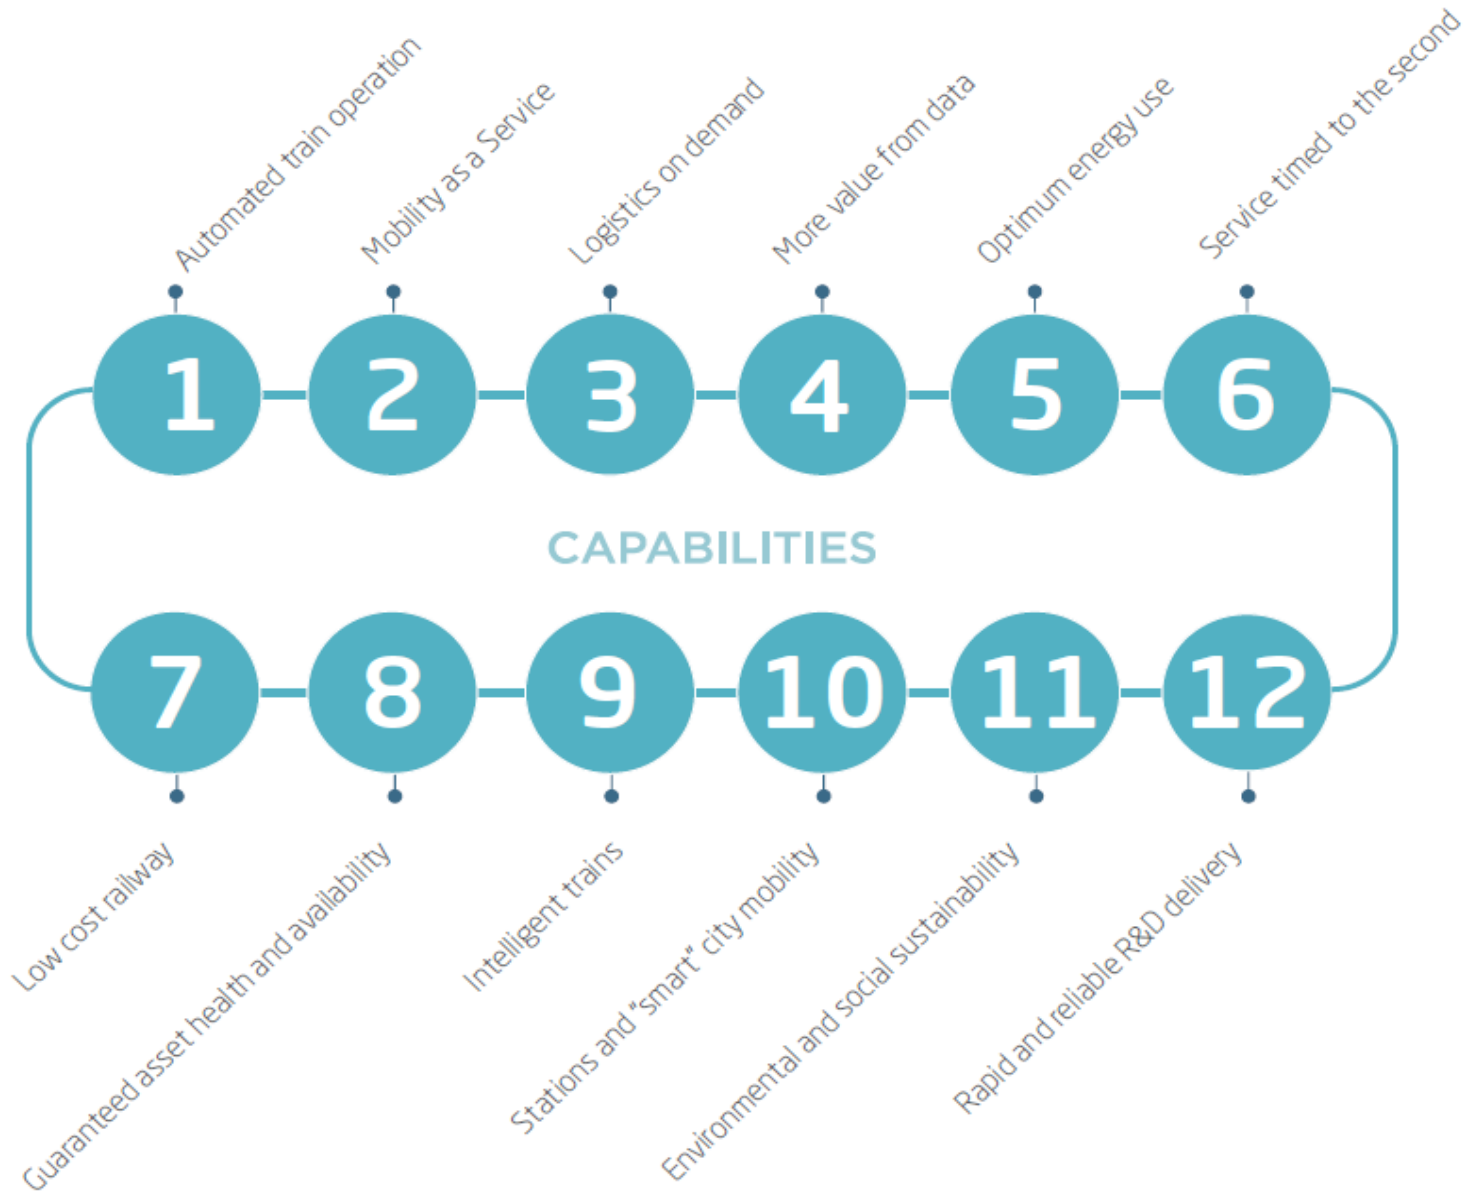 Automated train operation
Mobility as a Service
Logistics on demand
More value from data
Optimum energy use
Service timed to the second
1
2
3
4
5
6
CAPABILITIES
7
8
9
10
11
12
Low cost railway
Guaranteed asset health and availability
Intelligent trains
Stations and “smart” city mobility
Environmental and social sustainability
Rapid and reliable R&D delivery